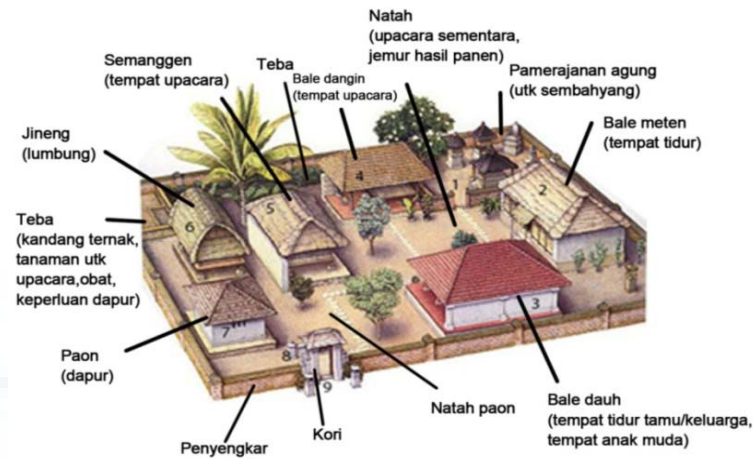 Natah
(upacara sementara,
jemur hasil panen)
Semanggen
(tempat upacara)
Teba
Bale dangin
(tempat upacara)
Pamerajanan agung
(utk sembahyang)
Bale meten
(tempat tidur)
Jineng
(lumbung)
Teba
(kandang ternak,
tanaman utk
upacara,obat,
keperluan dapur)
Paon
(dapur)
Penyengkar
Kori
Natah paon
Bale dauh
(tempat tidur tamu/keluarga,
tempat anak muda)
1
2
3
4
5
6
7
8
9